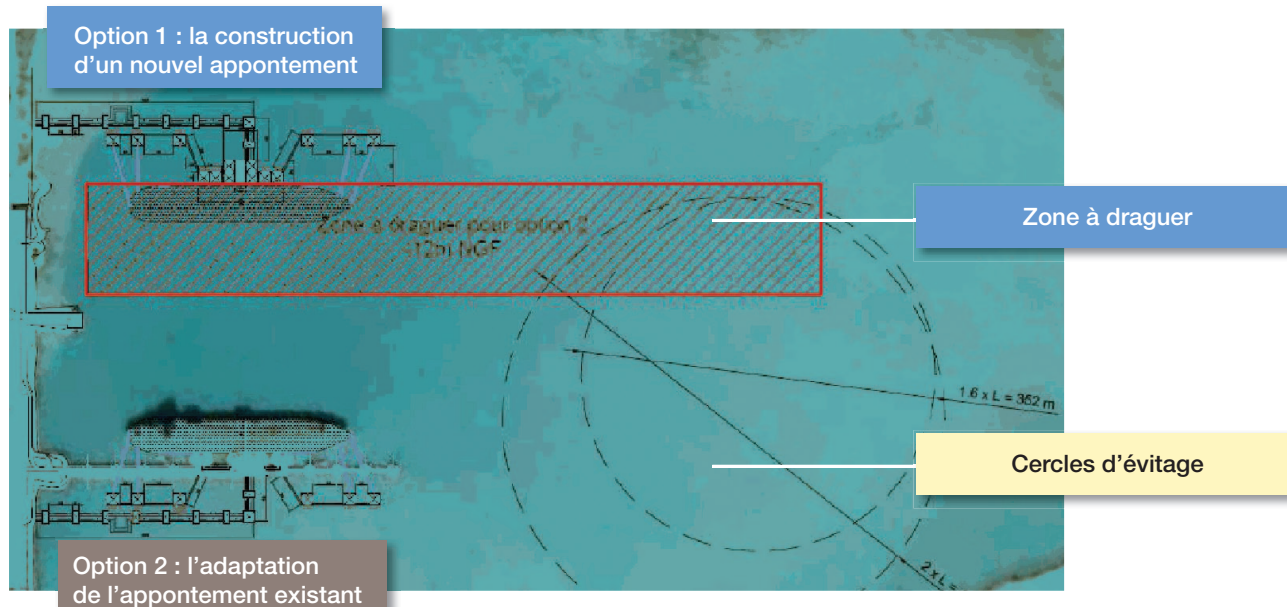 Option 1 : la construction
d’un nouvel appontement
Zone à draguer
Zone à draguer pour option 2
-12m NGF
1.6 x L = 352 m
Cercles d’évitage
2 x L =
Option 2 : l’adaptation
de l’appontement existant